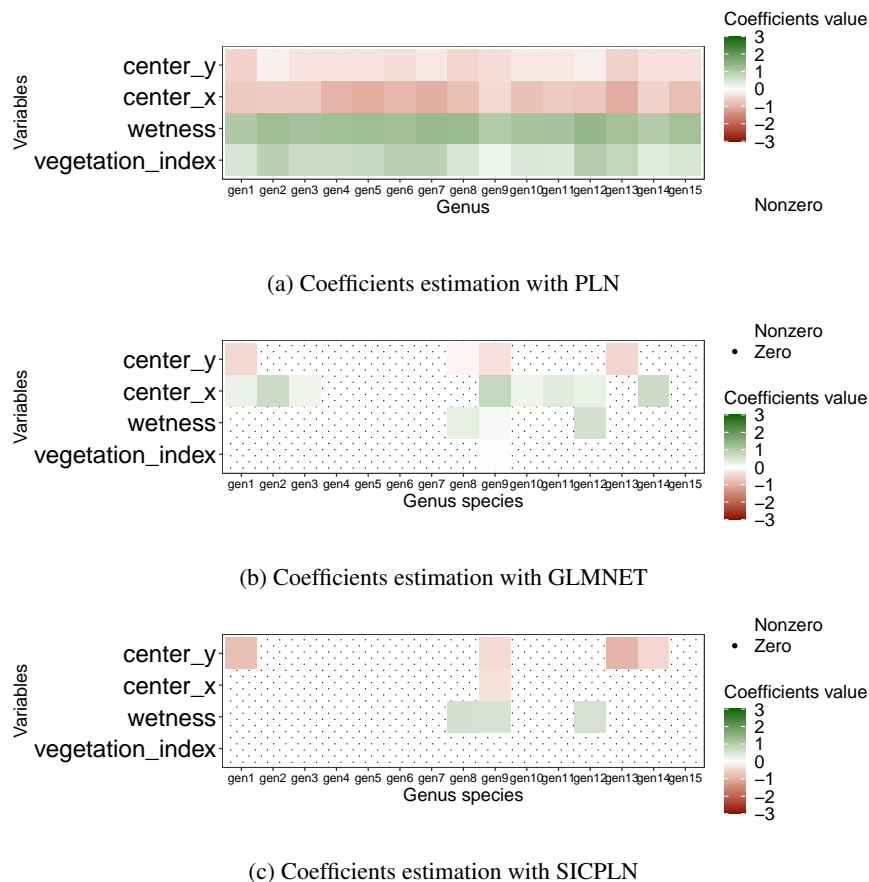 Coefficients value
3
2
1
0
−1
−2
−3
Nonzero
Variables
center_y
center_x
wetness
vegetation_index
gen1 gen2 gen3 gen4 gen5 gen6 gen7 gen8 gen9 gen10 gen11 gen12 gen13 gen14 gen15
Genus
(a) Coefficients estimation with PLN
Nonzero
Zero
Coefficients value
3
2
1
0
−1
−2
−3
Variables
center_y
center_x
wetness
vegetation_index
gen1 gen2 gen3 gen4 gen5 gen6 gen7 gen8 gen9 gen10 gen11 gen12 gen13 gen14 gen15
Genus species
(b) Coefficients estimation with GLMNET
Nonzero
Zero
Coefficients value
3
2
1
0
−1
−2
−3
Variables
center_y
center_x
wetness
vegetation_index
gen1 gen2 gen3 gen4 gen5 gen6 gen7 gen8 gen9 gen10 gen11 gen12 gen13 gen14 gen15
Genus species
(c) Coefficients estimation with SICPLN